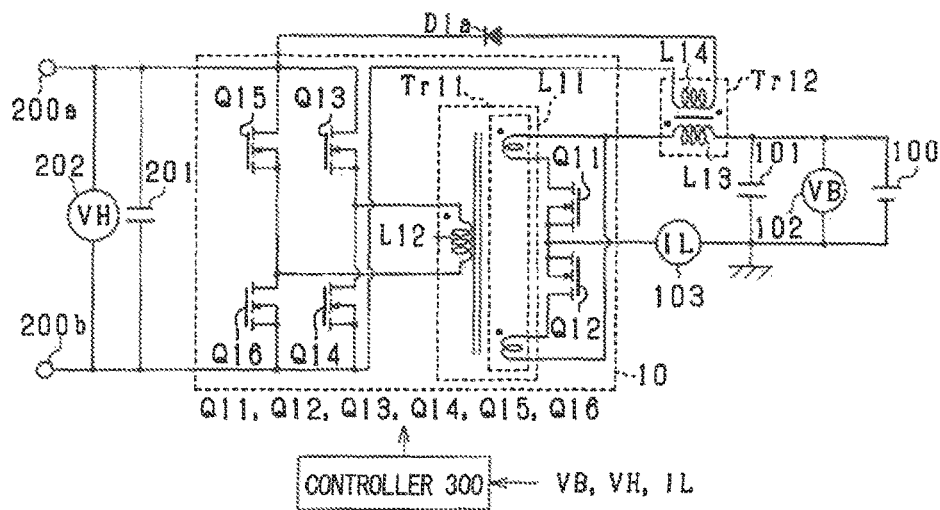 D1a
L14
Tr12
200a
Tr11
L11
Q15
Q13
202
201
VH
Q11
L13
101
100
VB
102
L12
IL
103
Q16
Q14
Q12
200b
10
Q11, Q12, Q13, Q14, Q15, Q16
CONTROLLER 300
VB, VH, IL